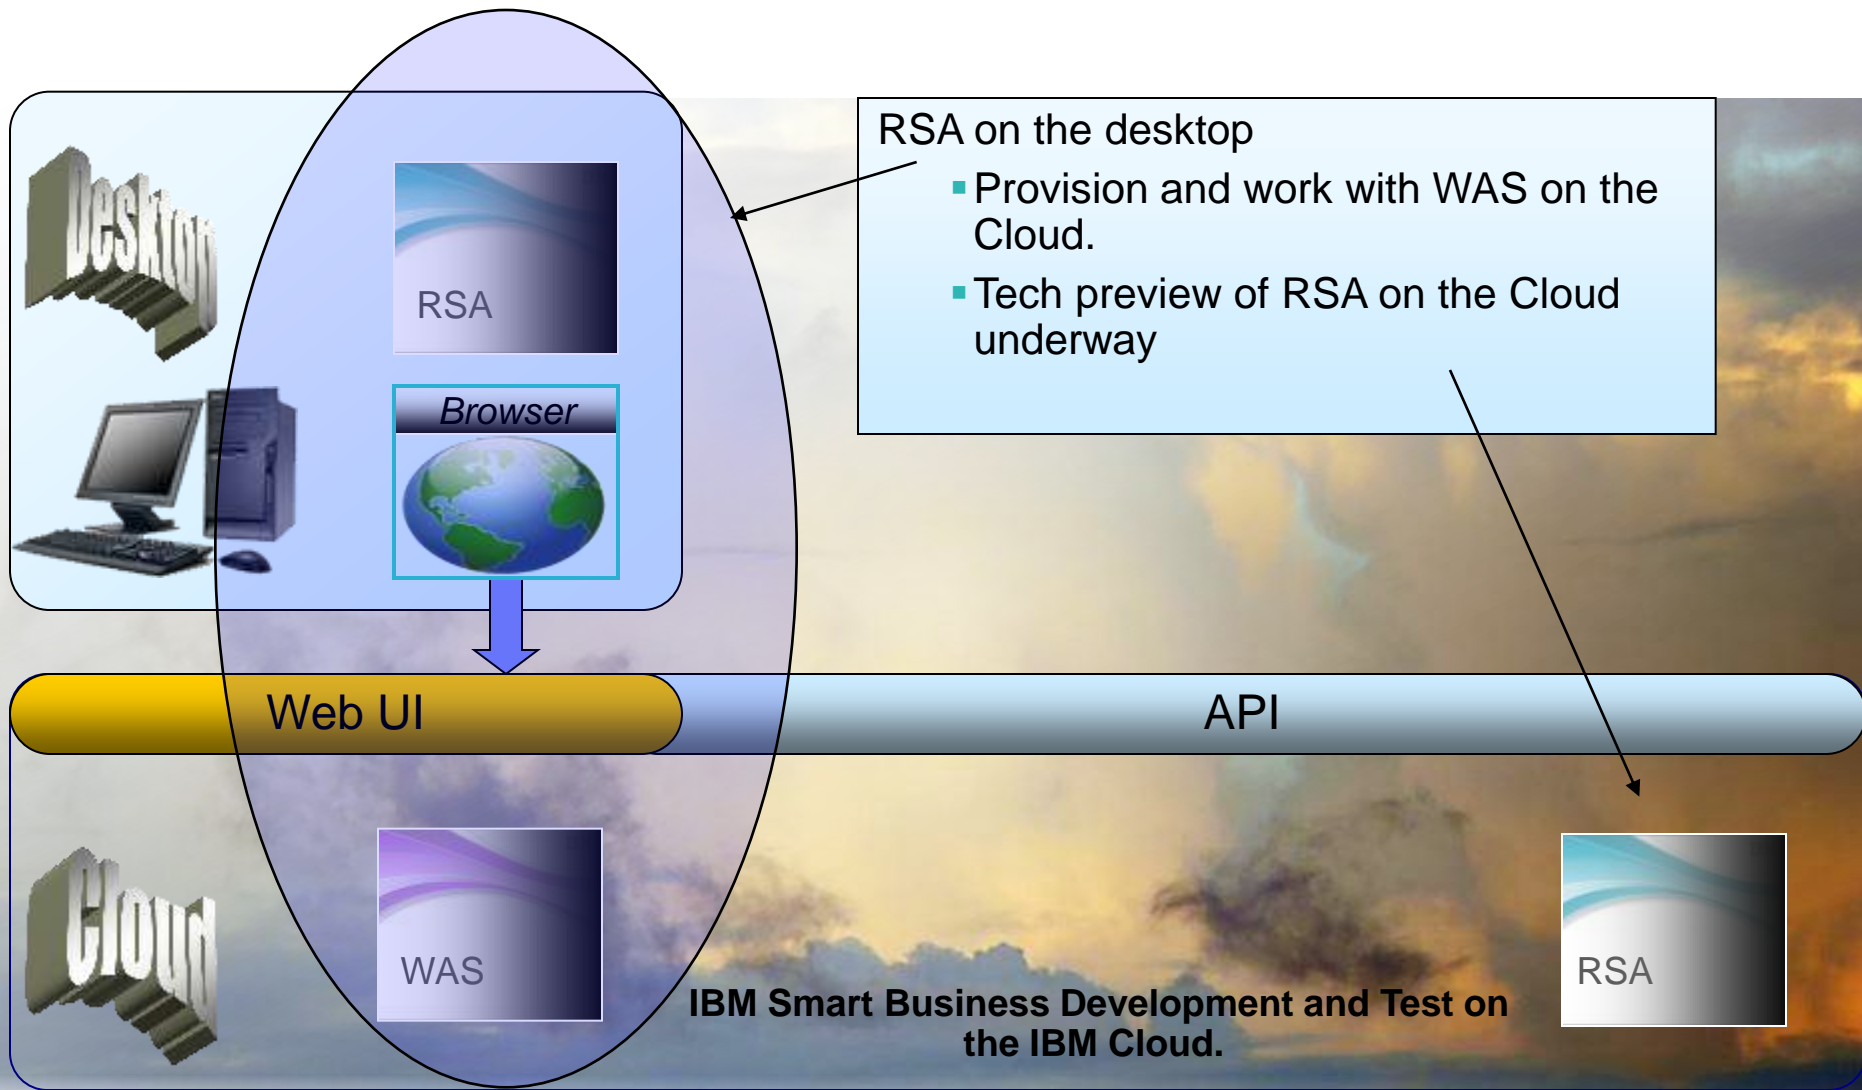 Desktop
RSA
Browser
RSA on the desktop
▪Provision and work with WAS on the
Cloud.
▪Tech preview of RSA on the Cloud
underway
Web UI
API
Cloud
WAS
IBM Smart Business Development and Test on
the IBM Cloud.
RSA